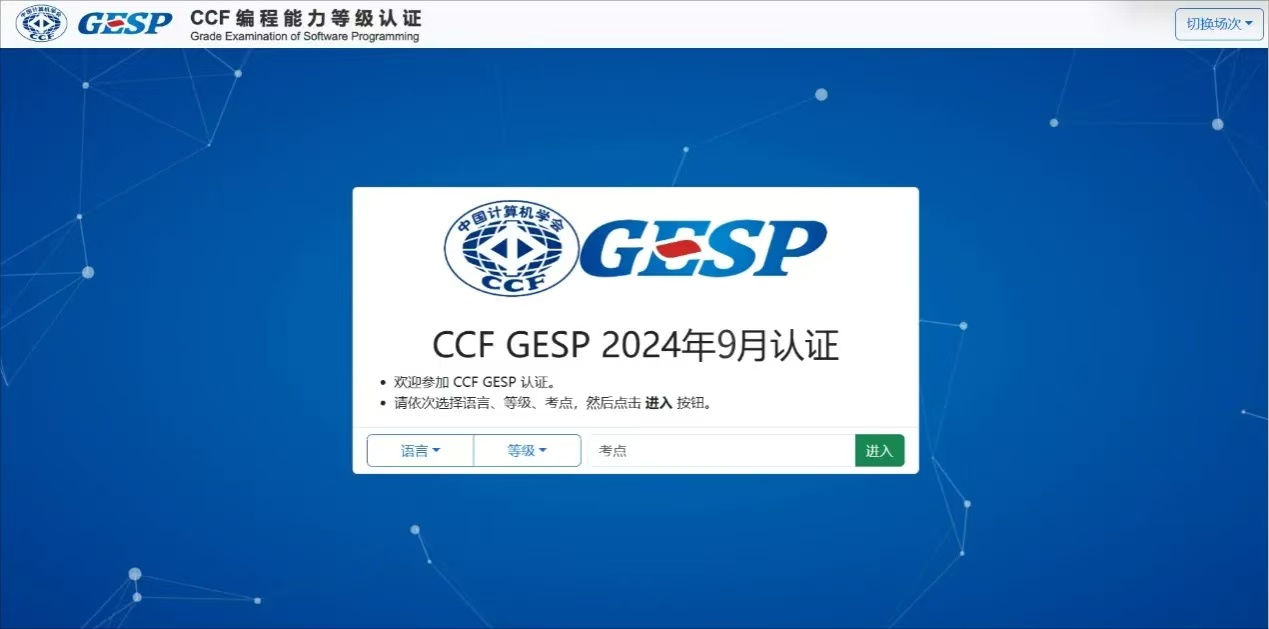 中国计算机学会
CCF
GESP
CCF 编程能力等级认证
Grade Examination of Software Programming
切换场次
中国计算机学会
CCF
GESP
CCF GESP 2024年9月认证
欢迎参加 CCF GESP 认证。
请依次选择语言、等级、考点，然后点击 进入 按钮。
语言 等级 考点 进入